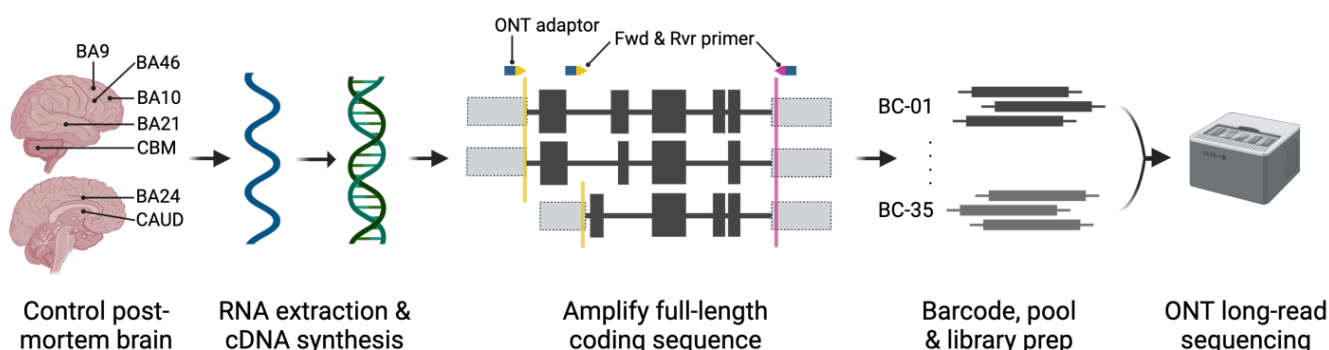 BA9
BA46
BA10
BA21
CBM
BA24
CAUD
Control post-
mortem brain
RNA extraction &
cDNA synthesis
ONT adaptor
Fwd & Rvr primer
Amplify full-length
coding sequence
BC-01
BC-35
Barcode, pool
& library prep
ONT long-read
sequencing